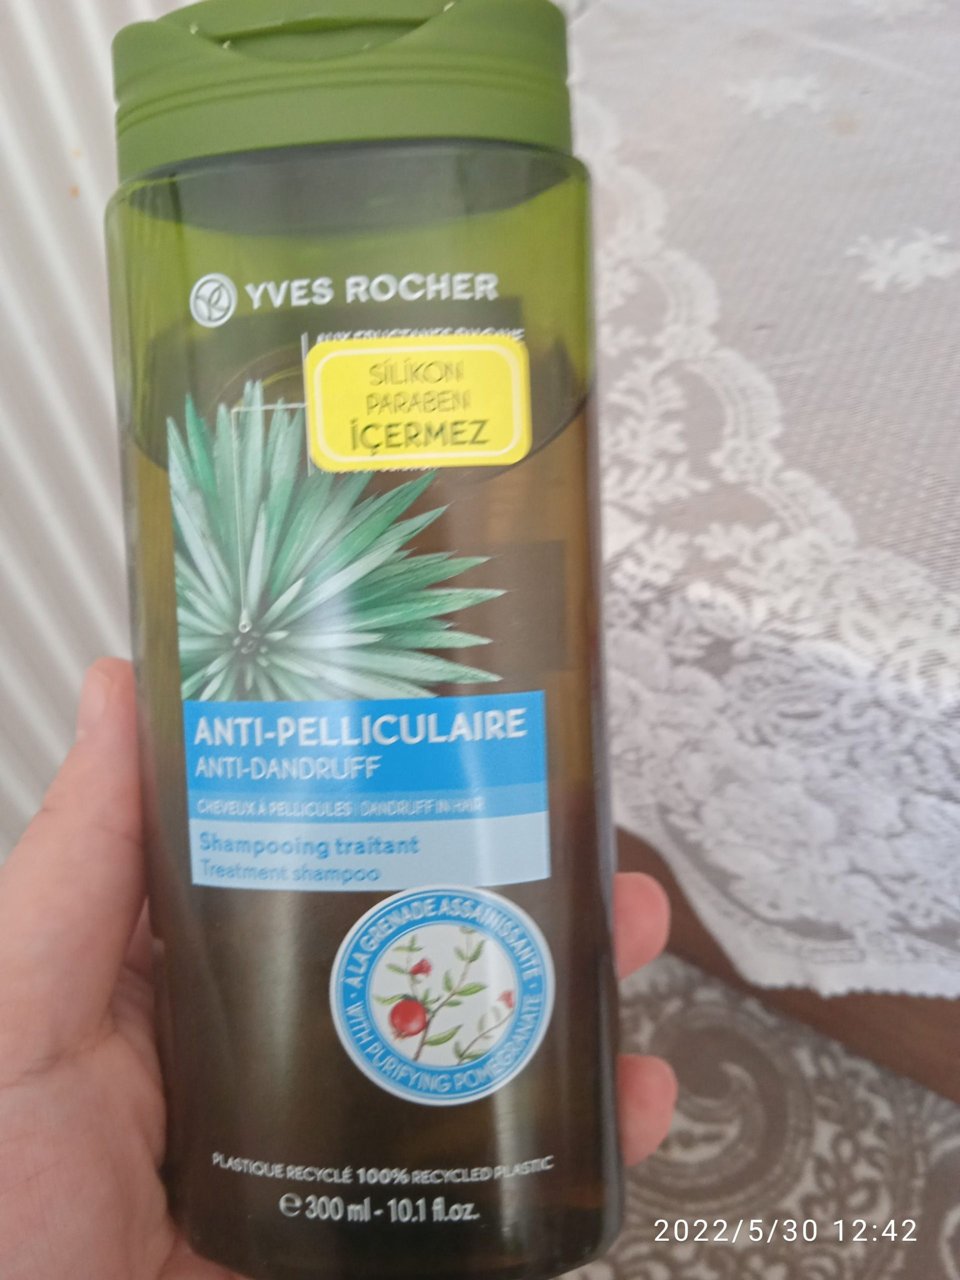 YVES ROCHER
SİLİKON
PARABEN
İÇERMEZ
ANTI-PELLICULAIRE
ANTI-DANDRUFF
CHEVEUX À PELLICULES | DANDRUFF IN HAIR
Shampooing traitant
Treatment shampoo
À LA GRENADE ASSAINISSANTE · WITH PURIFYING POMEGRANATE ·
PLASTIQUE RECYCLÉ 100% RECYCLED PLASTIC
℮ 300 ml - 10.1 fl.oz.
2022/5/30 12:42